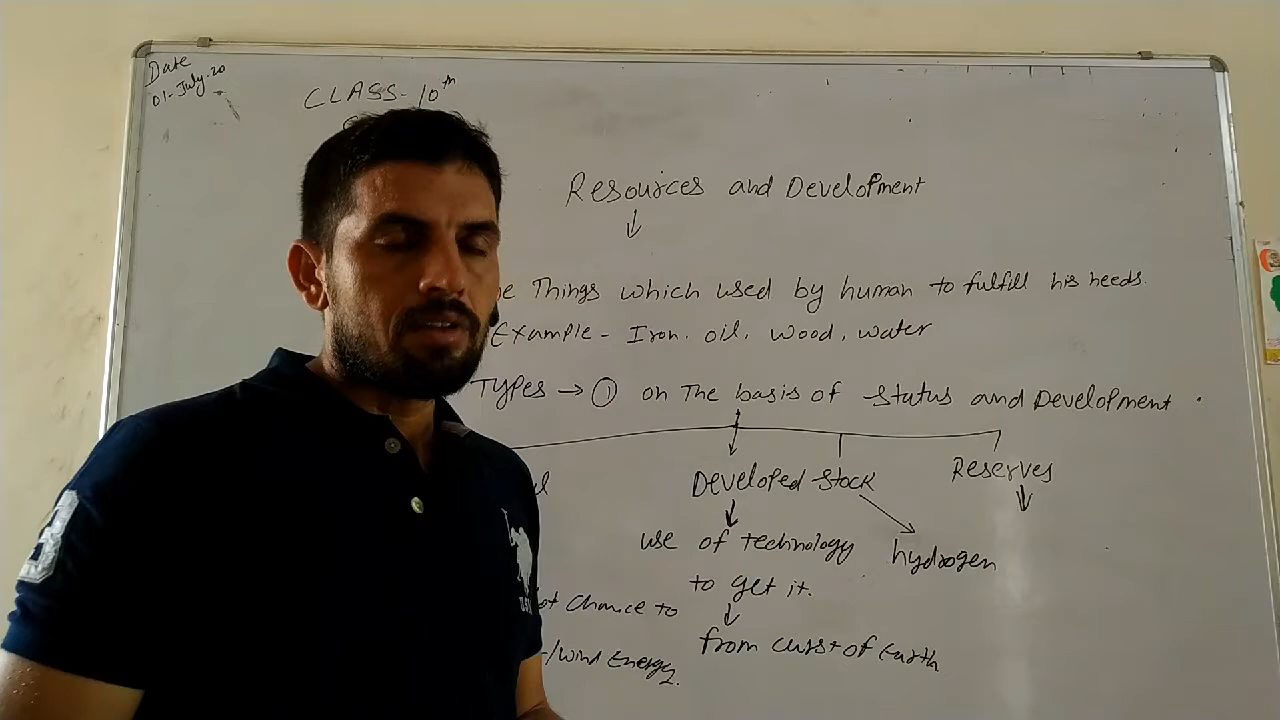 Date
01-July-20
CLASS-10th
Resources and Development
Things which used by human to fulfill his needs.
Example - Iron, oil, wood, water
Types → ① on The basis of status and Development
Developed stock Reserves
use of technology
to get it.
hydrogen
chance to
from curst of Earth
/wind Energy.
3